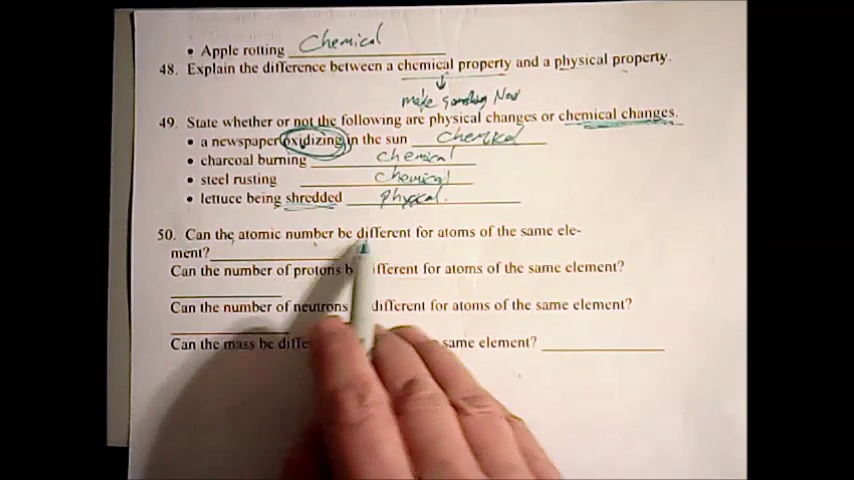 • Apple rotting Chemical
48. Explain the difference between a chemical property and a physical property.
make something New
49. State whether or not the following are physical changes or chemical changes.
• a newspaper oxidizing in the sun chemical
• charcoal burning chemical
• steel rusting chemical
• lettuce being shredded physical.
50. Can the atomic number be different for atoms of the same ele-
ment?
Can the number of protons b different for atoms of the same element?
Can the number of neutrons different for atoms of the same element?
Can the mass be diffe same element?